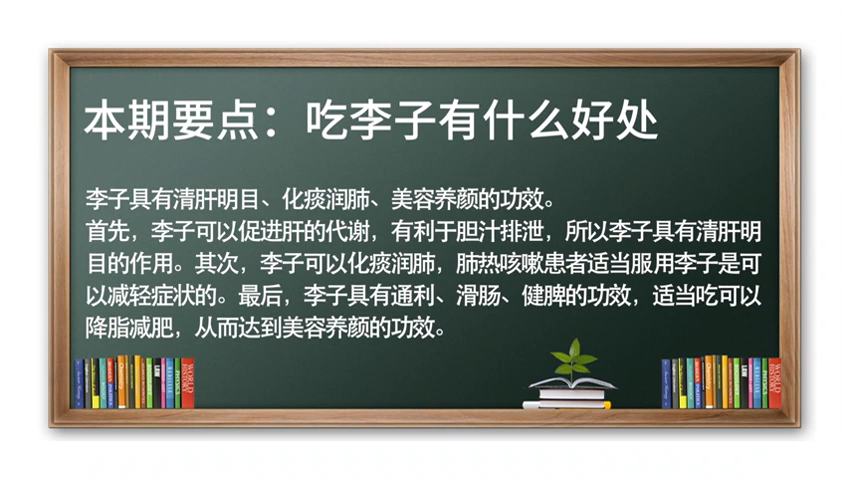 本期要点：吃李子有什么好处
李子具有清肝明目、化痰润肺、美容养颜的功效。
首先，李子可以促进肝的代谢，有利于胆汁排泄，所以李子具有清肝明
目的作用。其次，李子可以化痰润肺，肺热咳嗽患者适当服用李子是可
以减轻症状的。最后，李子具有通利、滑肠、健脾的功效，适当吃可以
降脂减肥，从而达到美容养颜的功效。
WORLD HISTORY
WORLD HISTORY